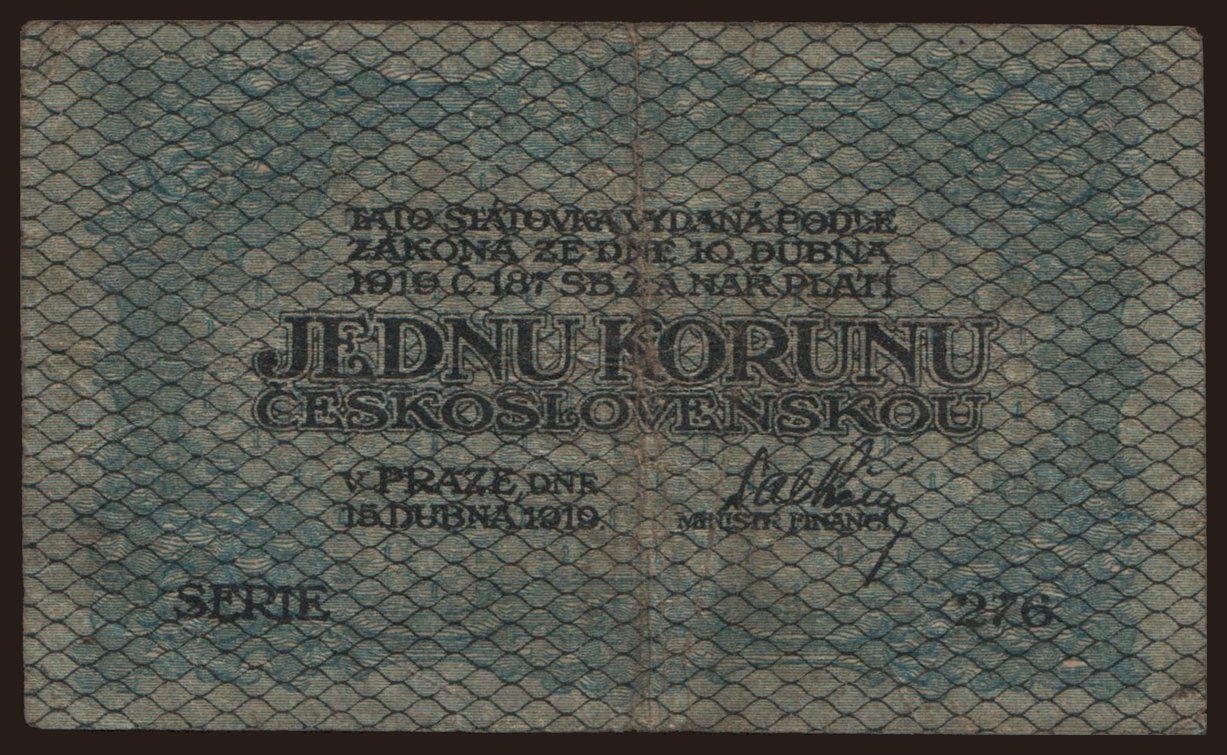 TATO STÁTOVKA VYDANÁ PODLE
ZÁKONA ZE DNE 10. DUBNA
1919 Č. 187 SB. Z A NAŘ. PLATÍ
JEDNU KORUNU
ČESKOSLOVENSKOU
V PRAZE, DNE
15. DUBNA 1919.
MINISTR FINANCÍ
SERIE 276